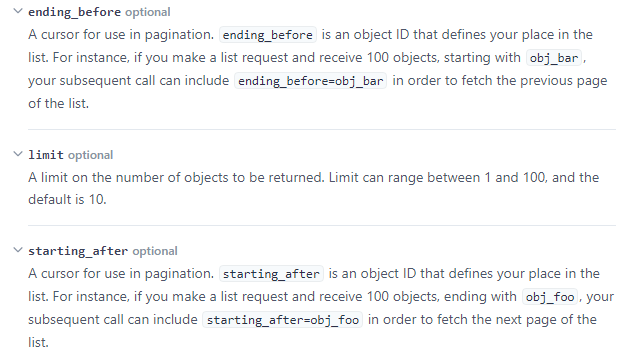 ending_before optional
A cursor for use in pagination. ending_before is an object ID that defines your place in the
list. For instance, if you make a list request and receive 100 objects, starting with obj_bar,
your subsequent call can include ending_before=obj_bar in order to fetch the previous page
of the list.
limit optional
A limit on the number of objects to be returned. Limit can range between 1 and 100, and the
default is 10.
starting_after optional
A cursor for use in pagination. starting_after is an object ID that defines your place in the
list. For instance, if you make a list request and receive 100 objects, ending with obj_foo, your
subsequent call can include starting_after=obj_foo in order to fetch the next page of the
list.